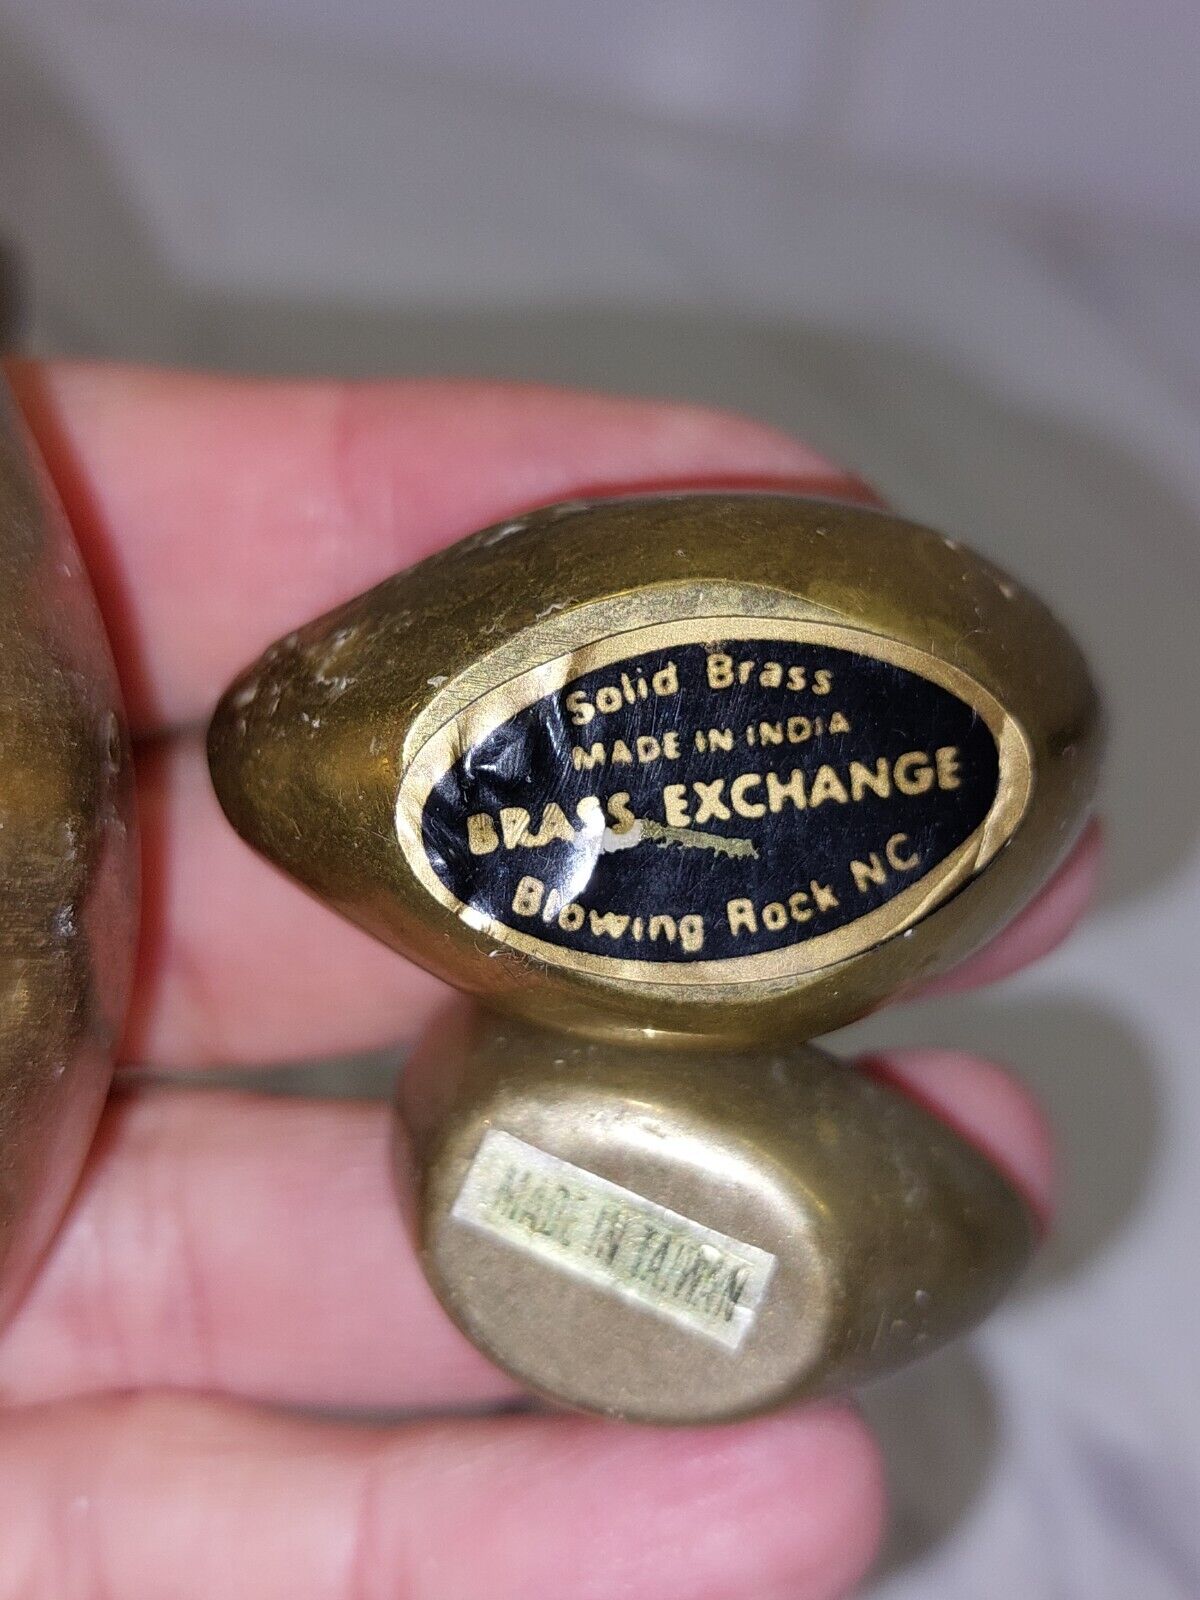 Solid Brass
MADE IN INDIA
BRASS EXCHANGE
Blowing Rock NC
MADE IN TAIWAN